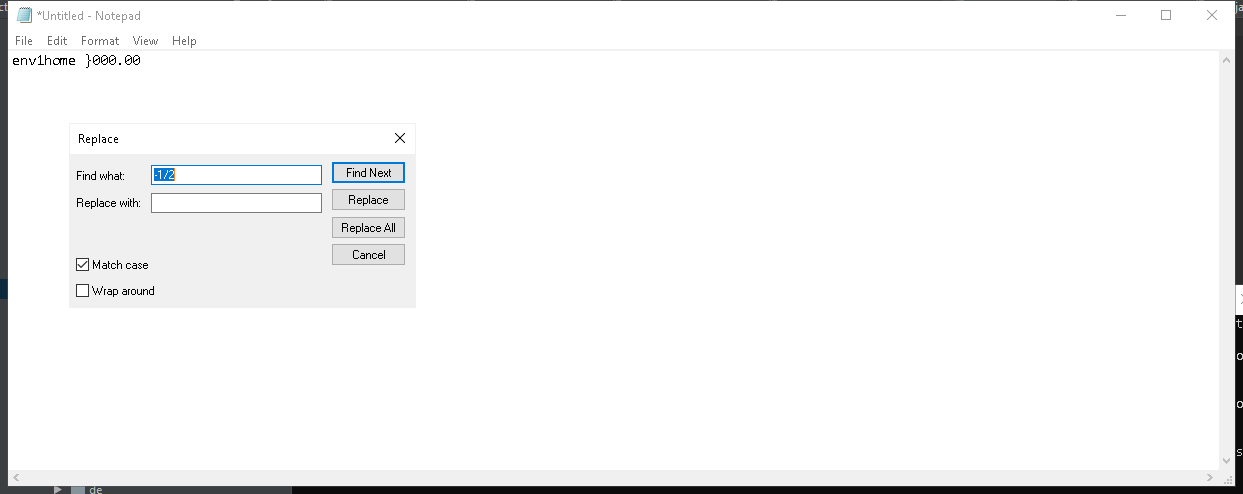 *Untitled - Notepad
File Edit Format View Help
env1home }000.00
Replace
Find what: -1/2 Find Next
Replace with: Replace
Replace All
Cancel
Match case
Wrap around
de